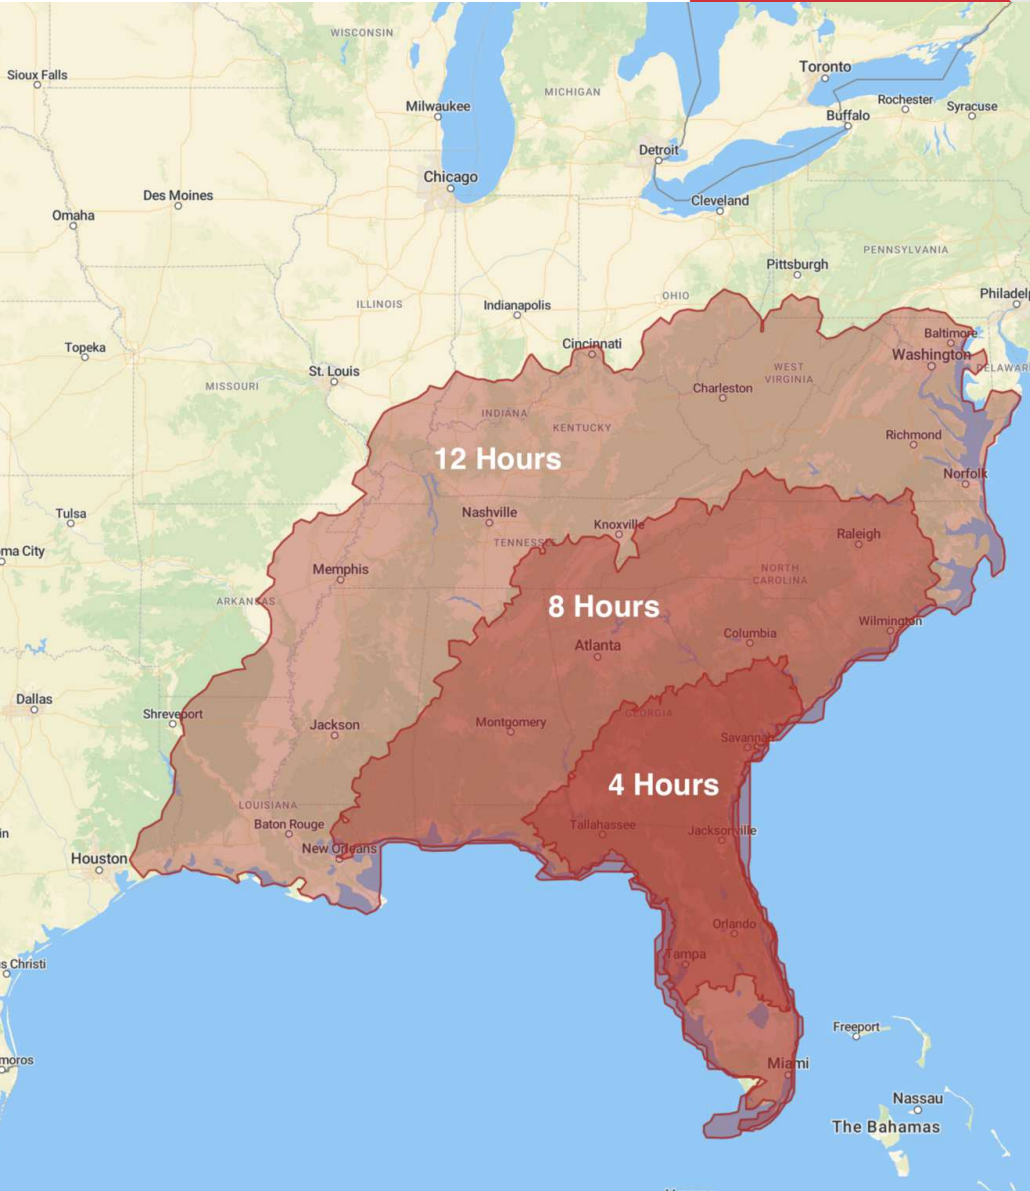 WISCONSIN
Sioux Falls
Toronto
MICHIGAN
Rochester
Milwaukee
Syracuse
Buffalo
Detroit
Chicago
Des Moines
Cleveland
Omaha
PENNSYLVANIA
Pittsburgh
OHIO
Philadelp
ILLINOIS
Indianapolis
Baltimore
Topeka
Cincinnati
Washington
WEST
VIRGINIA
DELAWAR
St. Louis
MISSOURI
Charleston
INDIANA
KENTUCKY
Richmond
12 Hours
Norfolk
Nashville
Tulsa
Knoxville
TENNESSEE
Raleigh
ma City
Memphis
NORTH
CAROLINA
ARKANSAS
8 Hours
Wilmington
Columbia
Atlanta
Dallas
Shreveport
GEORGIA
Jackson
Montgomery
Savannah
4 Hours
LOUISIANA
Baton Rouge
Tallahassee
Jacksonville
in
New Orleans
Houston
Orlando
Tampa
s Christi
Freeport
moros
Miami
Nassau
The Bahamas